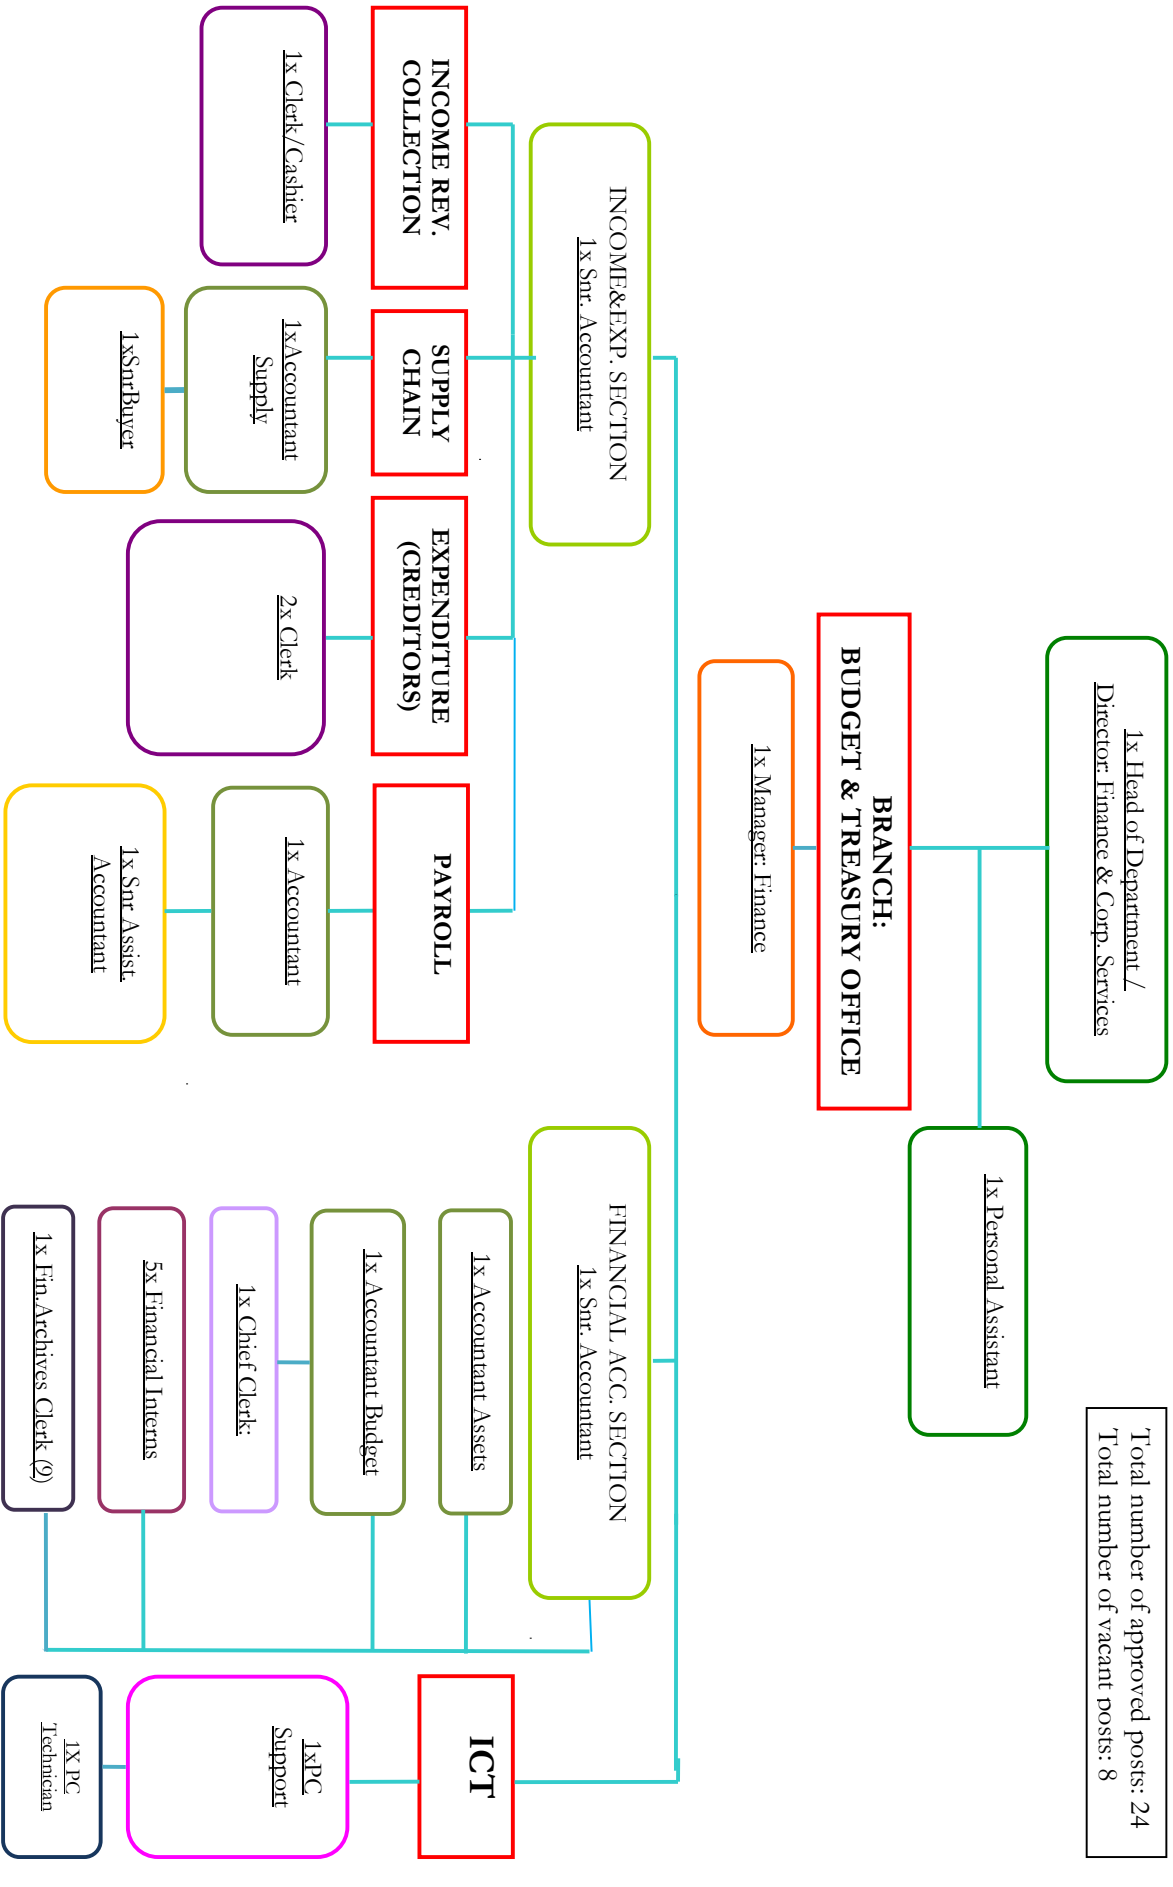 1x Head of Department /
Director: Finance & Corp. Services
Total number of approved posts: 24
Total number of vacant posts: 8
1x Personal Assistant
BRANCH:
BUDGET & TREASURY OFFICE
1x Manager: Finance
INCOME&EXP. SECTION
1x Snr. Accountant
FINANCIAL ACC. SECTION
1x Snr. Accountant
INCOME REV.
COLLECTION
SUPPLY
CHAIN
EXPENDITURE
(CREDITORS)
PAYROLL
ICT
1x Clerk/Cashier
1xAccountant
Supply
1xSnrBuyer
2x Clerk
1x Accountant
1x Snr Assist.
Accountant
1x Accountant Assets
1x Accountant Budget
1x Chief Clerk:
5x Financial Interns
1x Fin.Archives Clerk (9)
1xPC
Support
1X PC
Technician